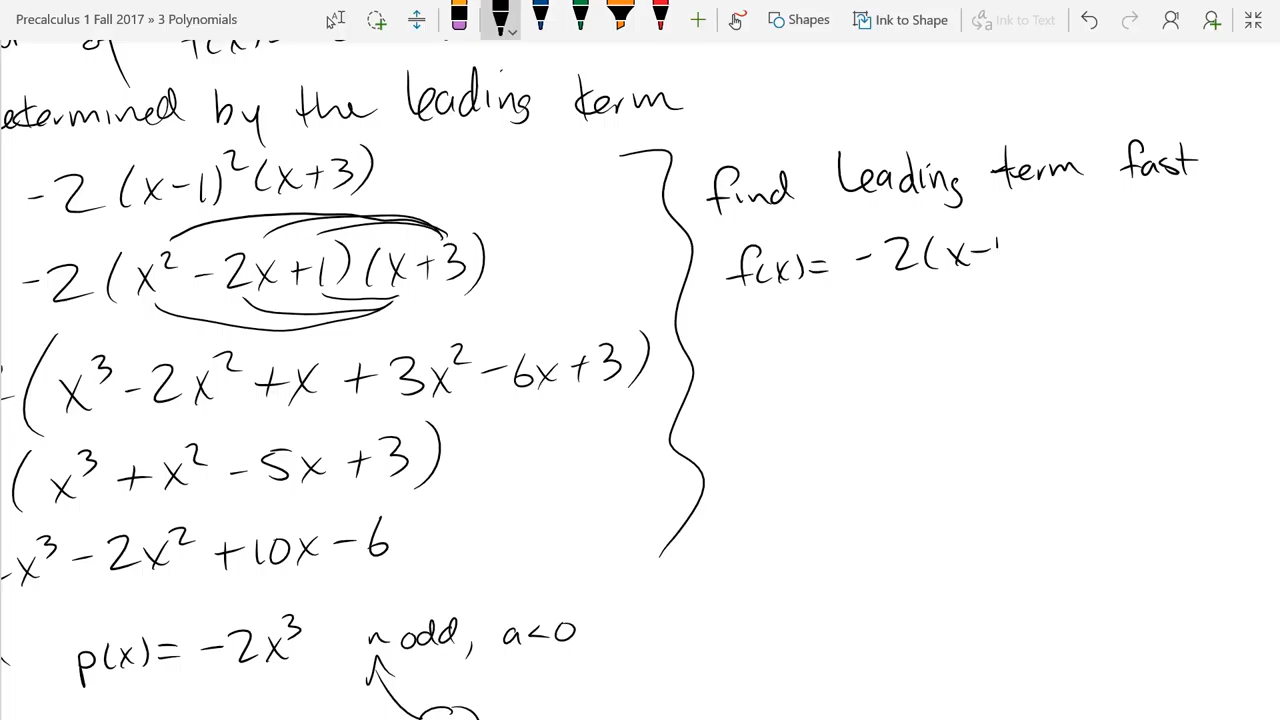 Precalculus 1 Fall 2017 » 3 Polynomials
Shapes
Ink to Shape
Ink to Text
of f(x)
etermined by the leading term
-2(x-1)²(x+3)
-2(x²-2x+1)(x+3)
(x³-2x²+x+3x²-6x+3)
(x³+x²-5x+3)
x³-2x²+10x-6
p(x)=-2x³ n odd, a<0
find leading term fast
f(x)= -2(x-1